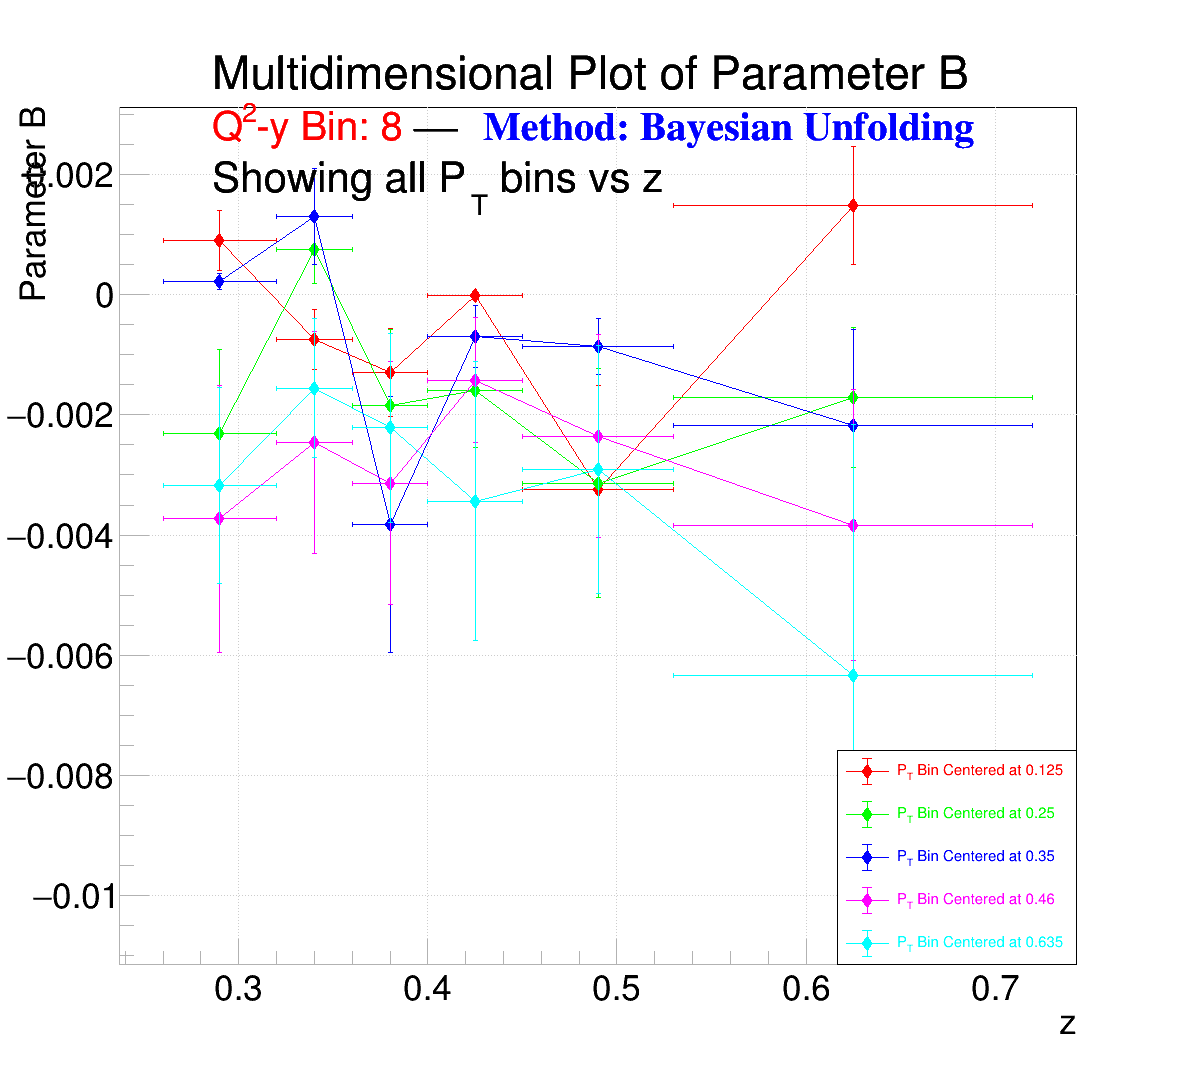 Multidimensional Plot of Parameter B
Q2-y Bin: 8 — Method: Bayesian Unfolding
Showing all PT bins vs z
Parameter B
0.002
0
−0.002
−0.004
−0.006
−0.008
−0.01
0.3 0.4 0.5 0.6 0.7
z
PT Bin Centered at 0.125
PT Bin Centered at 0.25
PT Bin Centered at 0.35
PT Bin Centered at 0.46
PT Bin Centered at 0.635